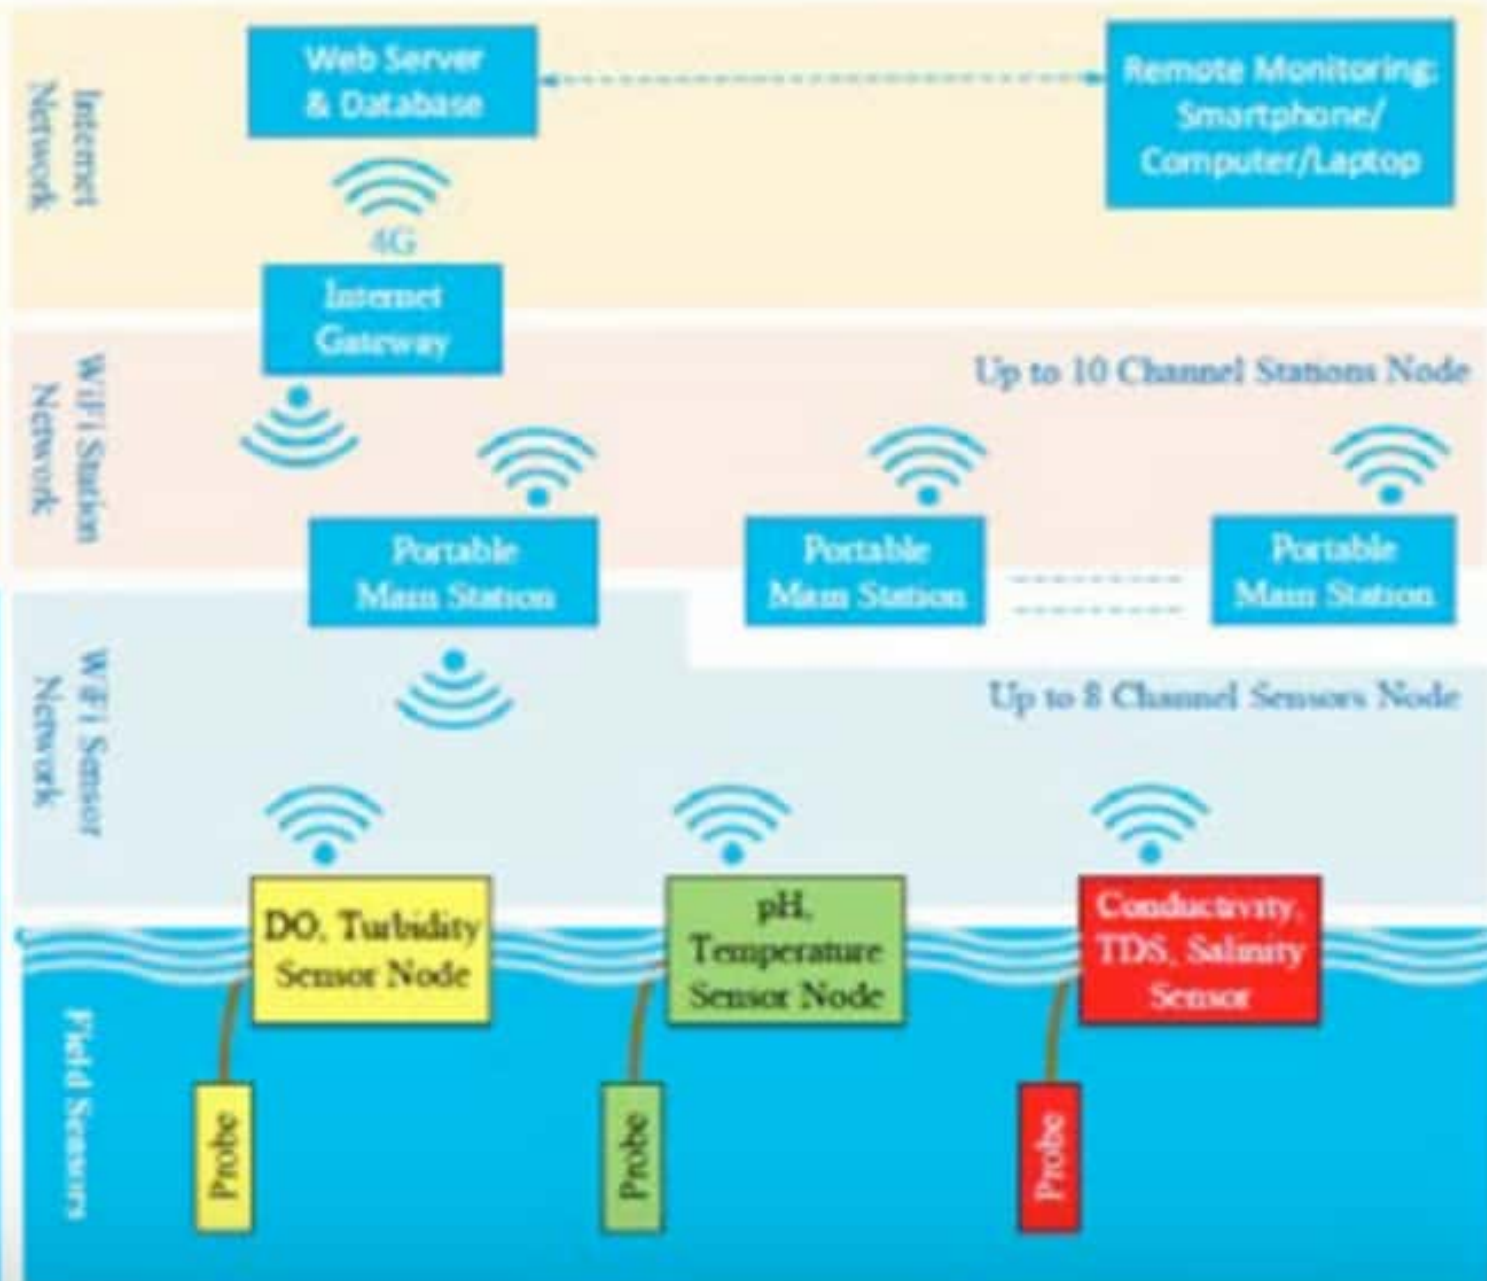 Internet
Network
Web Server
& Database
Remote Monitoring:
Smartphone/
Computer/Laptop
4G
Internet
Gateway
WiFi Station
Network
Up to 10 Channel Stations Node
Portable
Main Station
Portable
Main Station
Portable
Main Station
WiFi Sensor
Network
Up to 8 Channel Sensors Node
DO, Turbidity
Sensor Node
pH,
Temperature
Sensor Node
Conductivity,
TDS, Salinity
Sensor
Field Sensors
Probe
Probe
Probe